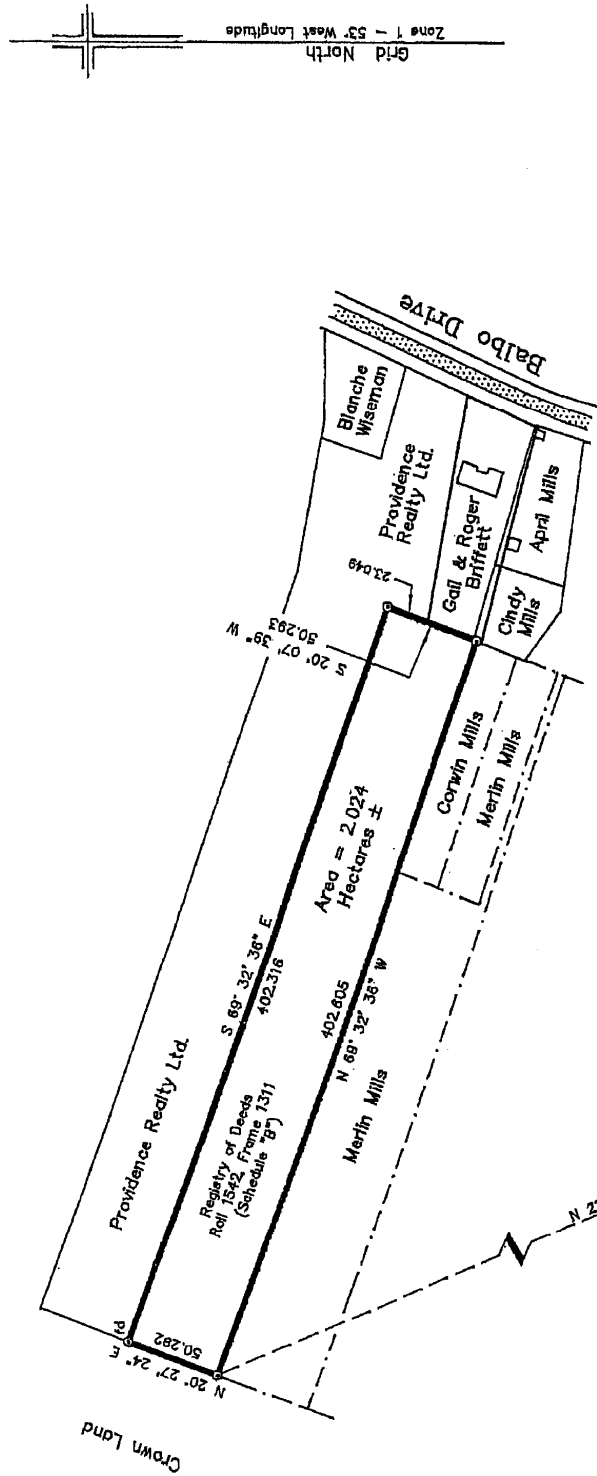 Grid North
Zone 1 - 53° West Longitude
Balbo Drive
Blanche
Wiseman
Providence
Realty Ltd.
Gail & Roger
Briffett
April Mills
Cindy
Mills
23.049
S 20° 07' 39" W
50.293
Corwin Mills
Merlin Mills
Area = 2.024
Hectares ±
S 69° 32' 36" E
402.316
402.605
N 69° 32' 36" W
Providence Realty Ltd.
Registry of Deeds
Roll 1542, Frame 1311
(Schedule "B")
Merlin Mills
fd
N 20° 27' 24" E
50.292
Crown Land
N 2